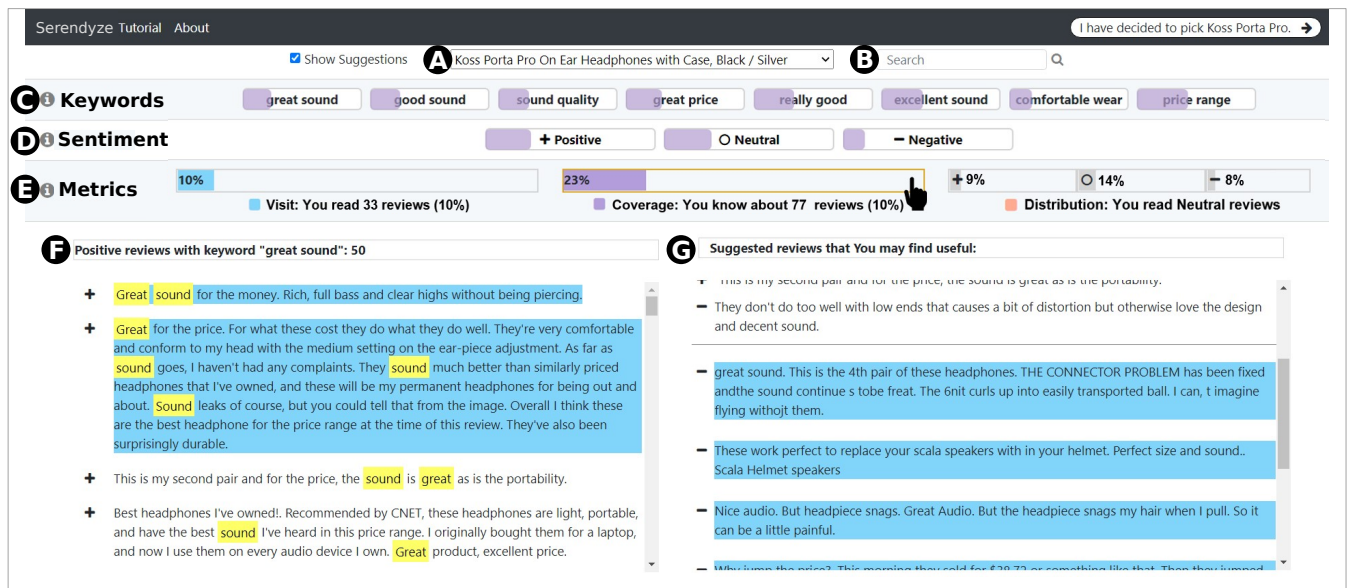 Serendyze Tutorial About
I have decided to pick Koss Porta Pro. →
Show Suggestions
A
Koss Porta Pro On Ear Headphones with Case, Black / Silver
B
Search
C Keywords
great sound good sound sound quality great price really good excellent sound comfortable wear price range
D Sentiment
+ Positive O Neutral − Negative
E Metrics
10% 23% + 9% O 14% − 8%
Visit: You read 33 reviews (10%) Coverage: You know about 77 reviews (10%) Distribution: You read Neutral reviews
F Positive reviews with keyword "great sound": 50
+ Great sound for the money. Rich, full bass and clear highs without being piercing.
+ Great for the price. For what these cost they do what they do well. They're very comfortable
and conform to my head with the medium setting on the ear-piece adjustment. As far as
sound goes, I haven't had any complaints. They sound much better than similarly priced
headphones that I've owned, and these will be my permanent headphones for being out and
about. Sound leaks of course, but you could tell that from the image. Overall I think these
are the best headphone for the price range at the time of this review. They've also been
surprisingly durable.
+ This is my second pair and for the price, the sound is great as is the portability.
+ Best headphones I've owned!. Recommended by CNET, these headphones are light, portable,
and have the best sound I've heard in this price range. I originally bought them for a laptop,
and now I use them on every audio device I own. Great product, excellent price.
G Suggested reviews that You may find useful:
+ This is my second pair and for the price, the sound is great as is the portability.
− They don't do too well with low ends that causes a bit of distortion but otherwise love the design
and decent sound.
− great sound. This is the 4th pair of these headphones. THE CONNECTOR PROBLEM has been fixed
andthe sound continue s tobe freat. The 6nit curls up into easily transported ball. I can, t imagine
flying withojt them.
− These work perfect to replace your scala speakers with in your helmet. Perfect size and sound..
Scala Helmet speakers
− Nice audio. But headpiece snags. Great Audio. But the headpiece snags my hair when I pull. So it
can be a little painful.
− Why jump the price?. This morning they sold for $38.72 or something like that. Then they jumped